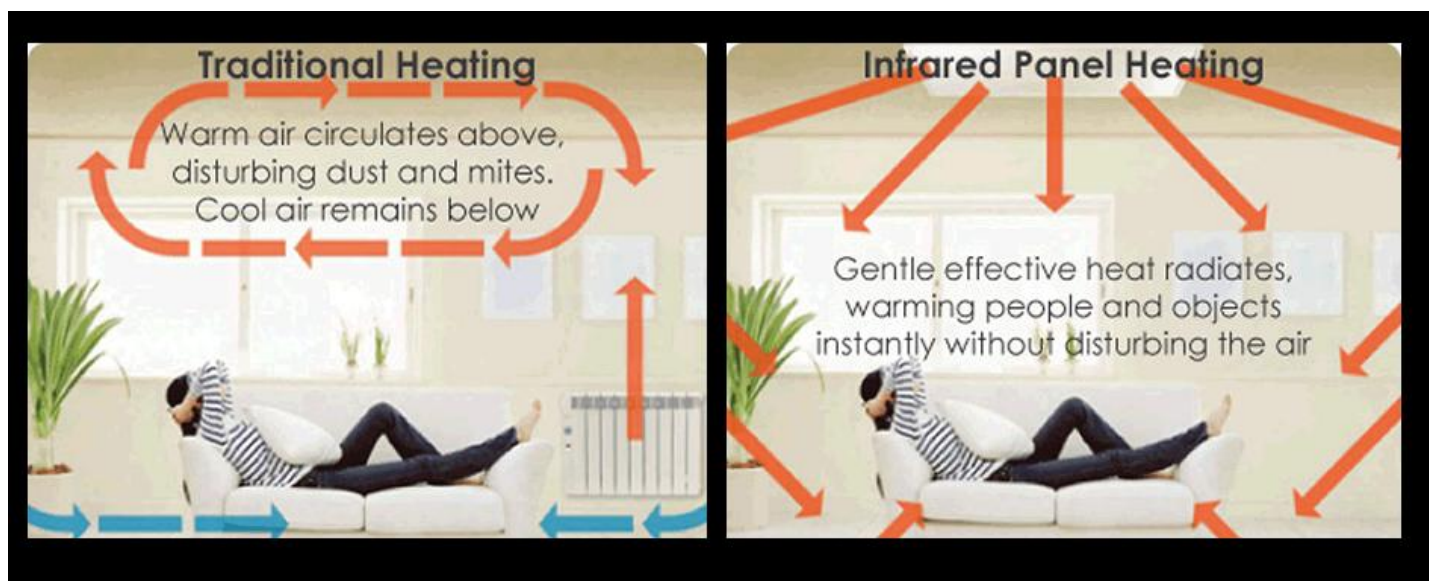 Traditional Heating
Warm air circulates above,
disturbing dust and mites.
Cool air remains below
Infrared Panel Heating
Gentle effective heat radiates,
warming people and objects
instantly without disturbing the air